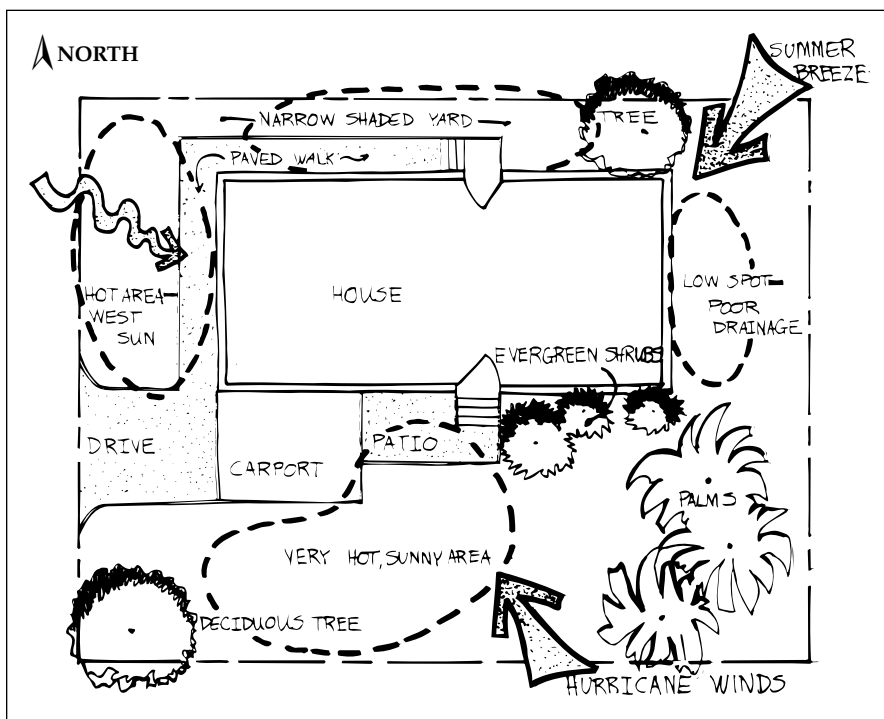 NORTH
SUMMER
BREEZE
NARROW SHADED YARD
TREE
PAVED WALK
HOT AREA
WEST
SUN
HOUSE
LOW SPOT
POOR
DRAINAGE
EVERGREEN SHRUBS
DRIVE
PATIO
CARPORT
PALMS
VERY HOT, SUNNY AREA
DECIDUOUS TREE
HURRICANE WINDS